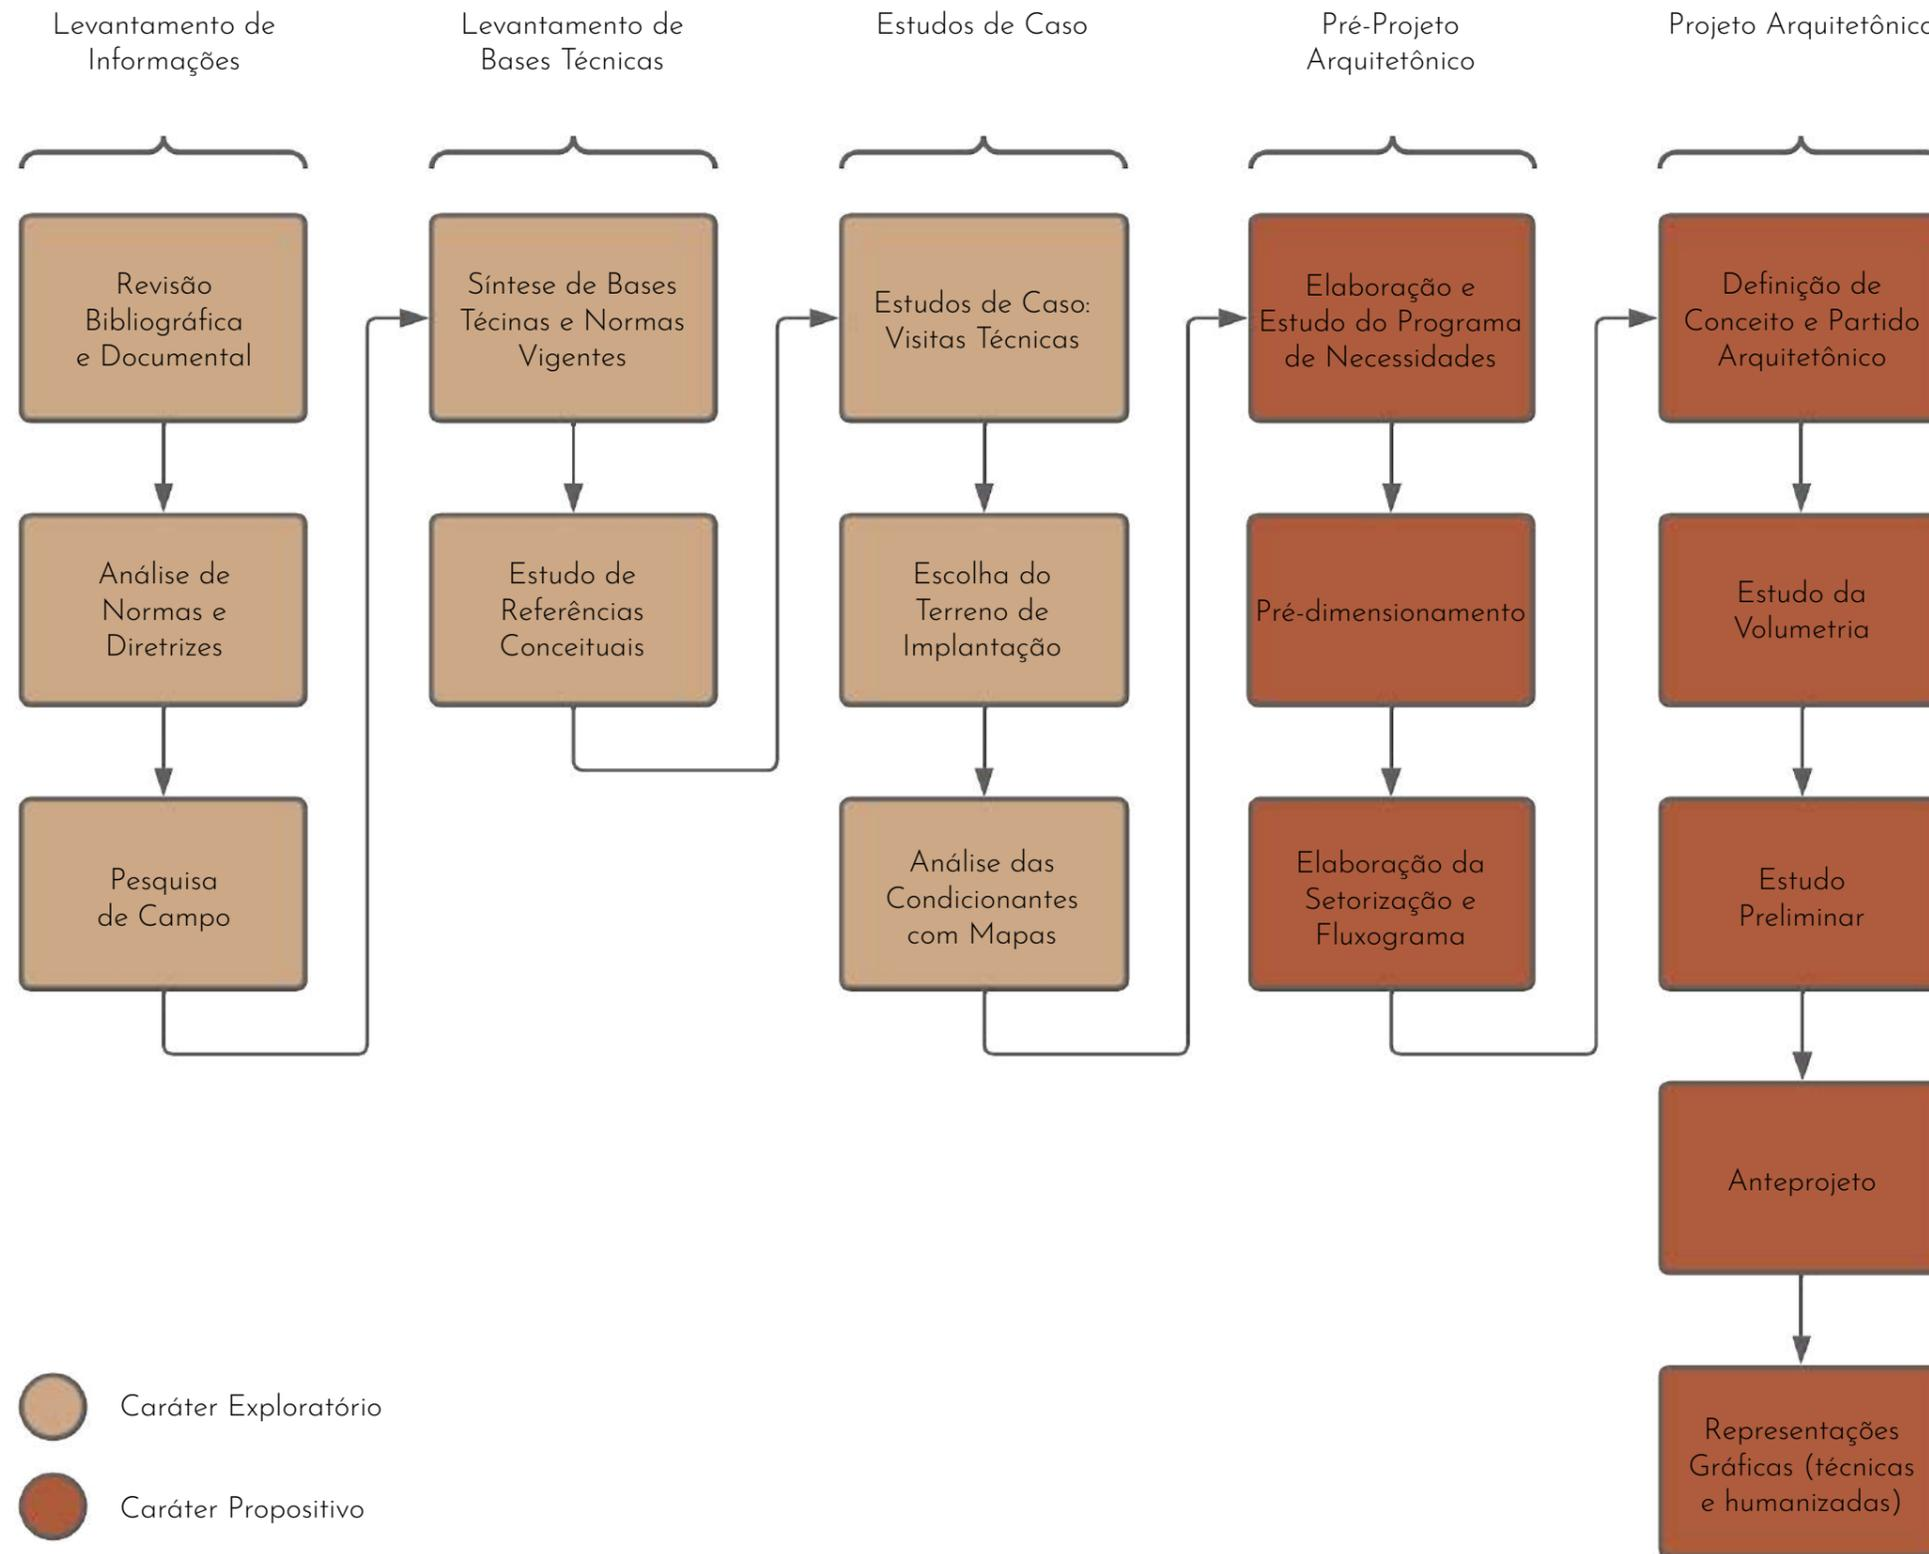 Levantamento de
Informações
Levantamento de
Bases Técnicas
Estudos de Caso
Pré-Projeto
Arquitetônico
Projeto Arquitetônico
Revisão
Bibliográfica
e Documental
Análise de
Normas e
Diretrizes
Pesquisa
de Campo
Síntese de Bases
Técinas e Normas
Vigentes
Estudo de
Referências
Conceituais
Estudos de Caso:
Visitas Técnicas
Escolha do
Terreno de
Implantação
Análise das
Condicionantes
com Mapas
Elaboração e
Estudo do Programa
de Necessidades
Pré-dimensionamento
Elaboração da
Setorização e
Fluxograma
Definição de
Conceito e Partido
Arquitetônico
Estudo da
Volumetria
Estudo
Preliminar
Anteprojeto
Representações
Gráficas (técnicas
e humanizadas)
Caráter Exploratório
Caráter Propositivo